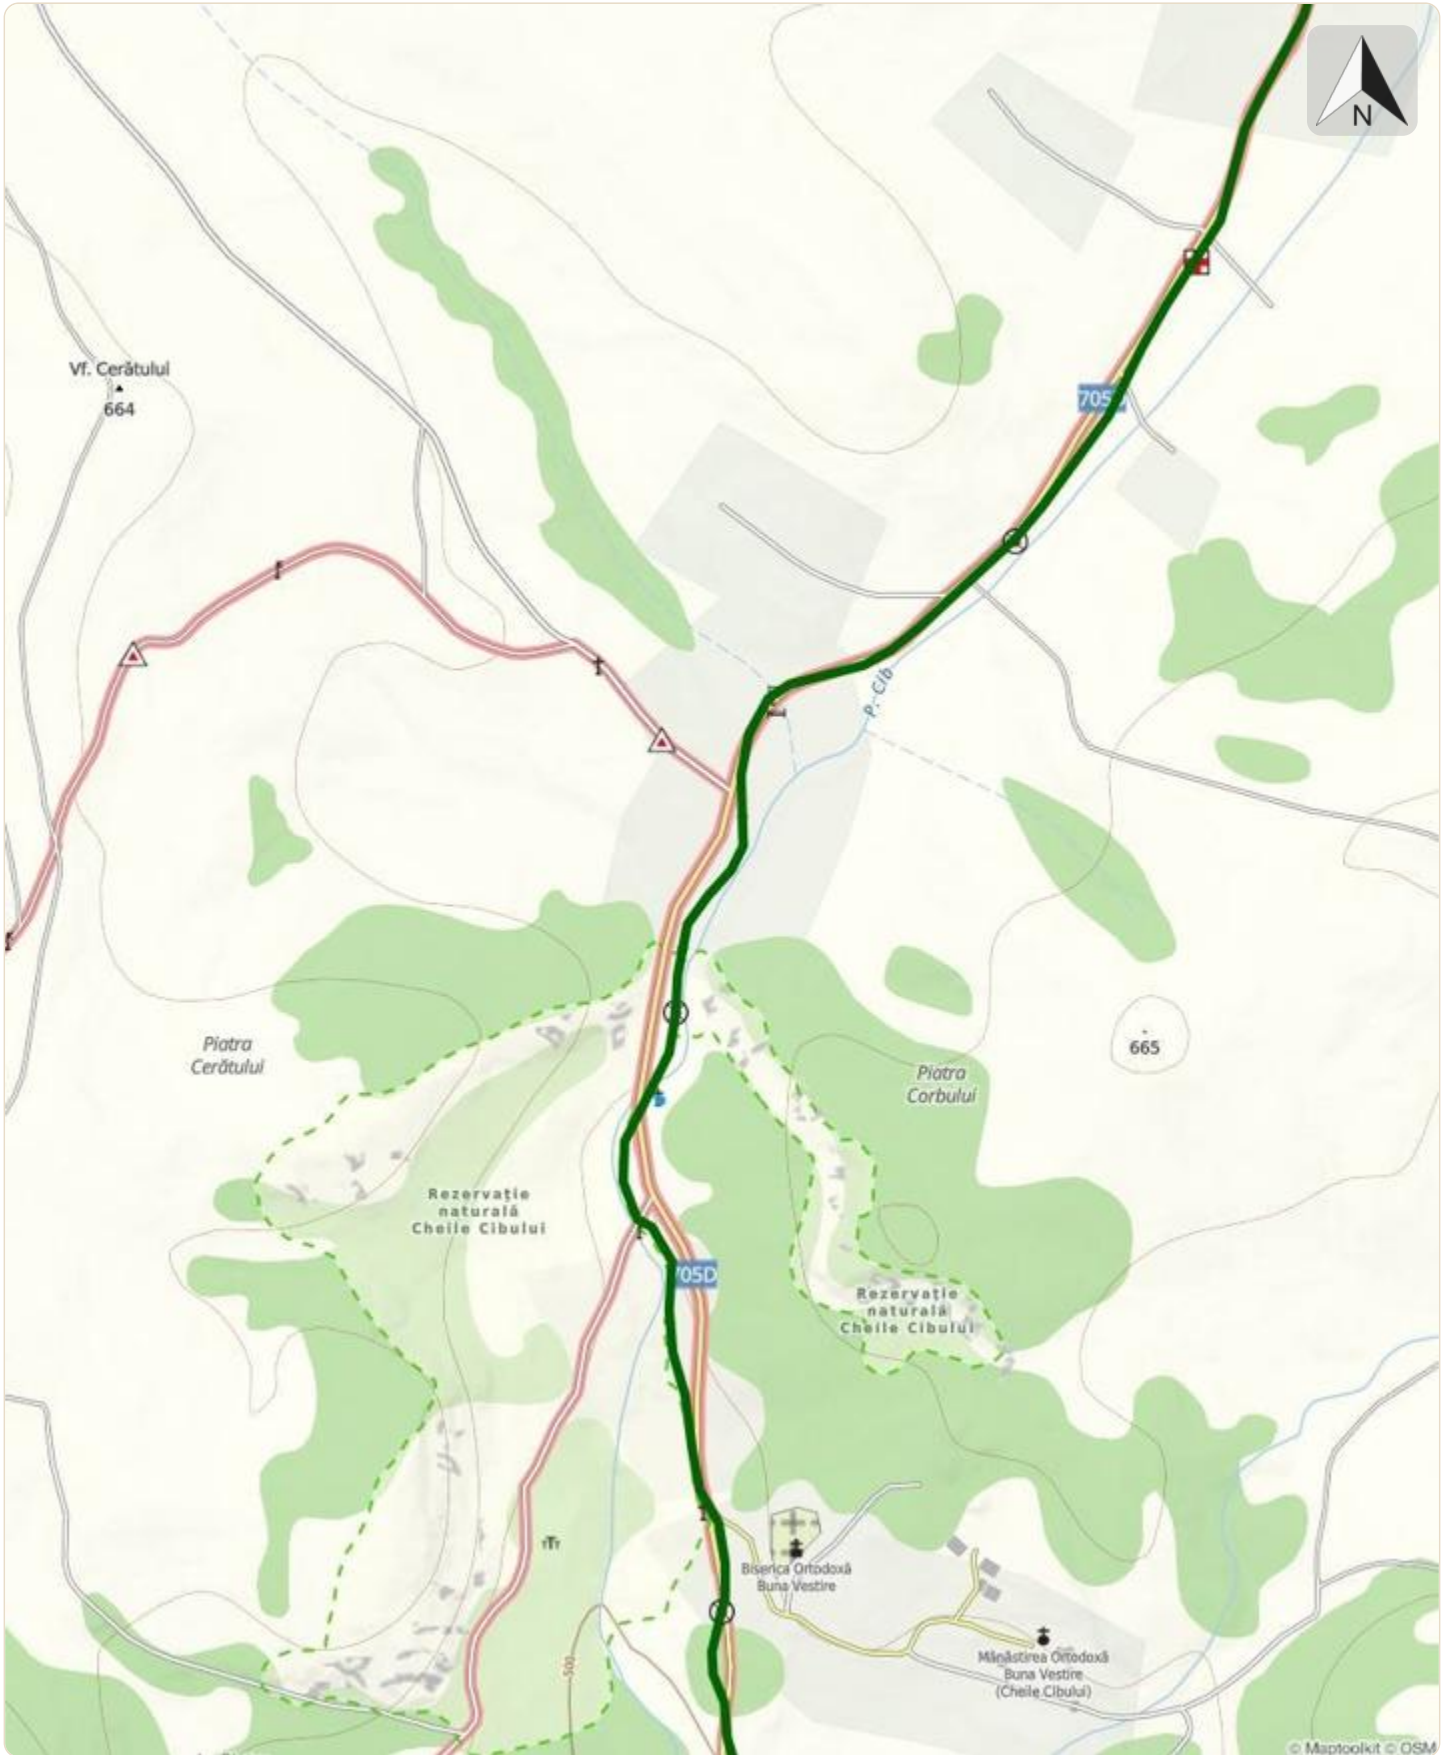 N
Vf. Cerătului
664
705D
P. Cib
Piatra
Cerătului
665
Piatra
Corbului
Rezervație
naturală
Cheile Cibului
705D
Rezervație
naturală
Cheile Cibului
Biserica Ortodoxă
Buna Vestire
500
Mănăstirea Ortodoxă
Buna Vestire
(Cheile Cibului)
© Maptoolkit © OSM